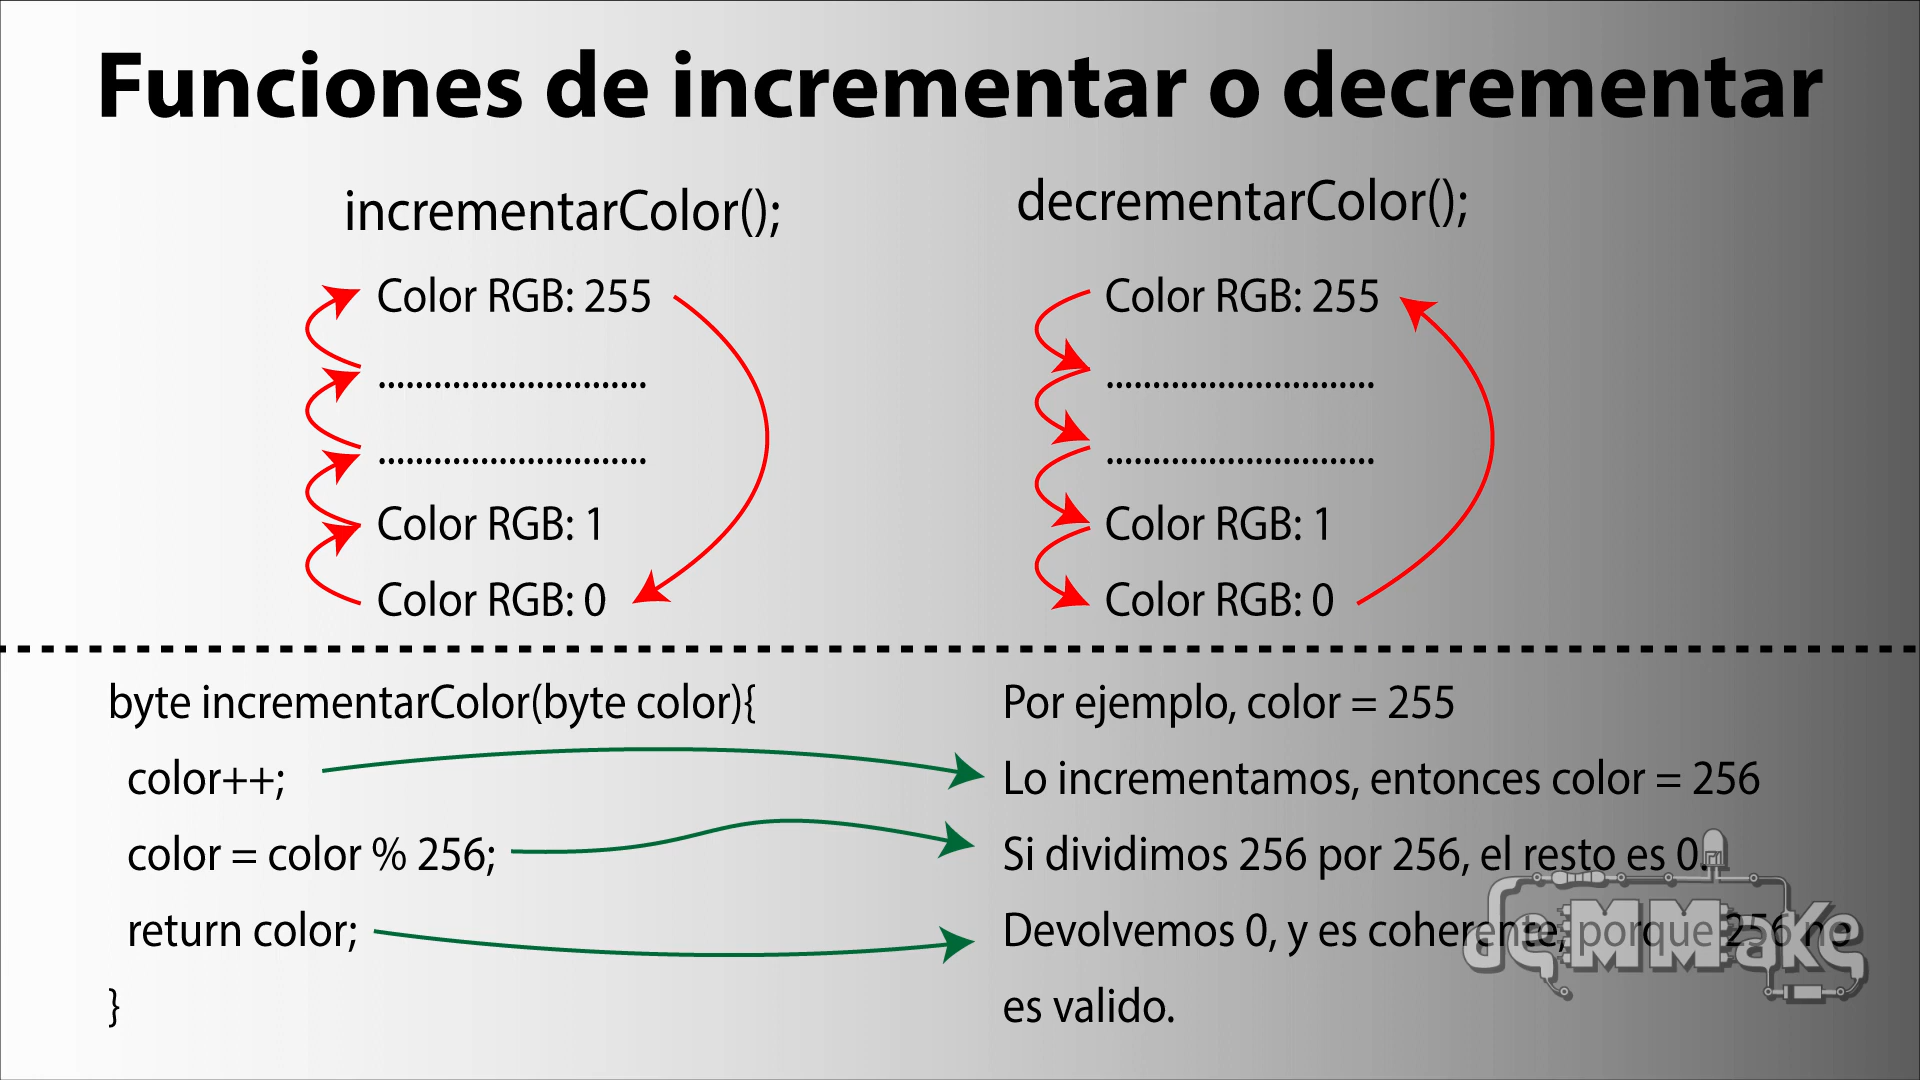 Funciones de incrementar o decrementar
incrementarColor();
Color RGB: 255
.............................
.............................
Color RGB: 1
Color RGB: 0
decrementarColor();
Color RGB: 255
.............................
.............................
Color RGB: 1
Color RGB: 0
byte incrementarColor(byte color){
color++;
color = color % 256;
return color;
}
Por ejemplo, color = 255
Lo incrementamos, entonces color = 256
Si dividimos 256 por 256, el resto es 0.
Devolvemos 0, y es coherente, porque 256 no
es valido.
deMMaKe